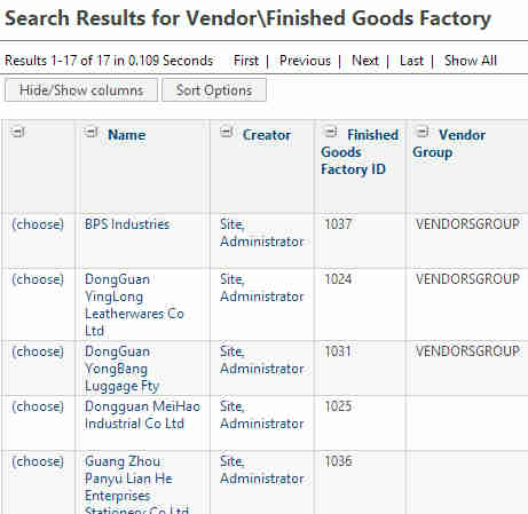 Search Results for Vendor\Finished Goods Factory
Results 1-17 of 17 in 0.109 Seconds First | Previous | Next | Last | Show All
Hide/Show columns Sort Options
Name Creator Finished Goods Factory ID Vendor Group
(choose) BPS Industries Site, Administrator 1037 VENDORSGROUP
(choose) DongGuan YingLong Leatherwares Co Ltd Site, Administrator 1024 VENDORSGROUP
(choose) DongGuan YongBang Luggage Fty Site, Administrator 1031 VENDORSGROUP
(choose) Dongguan MeiHao Industrial Co Ltd Site, Administrator 1025
(choose) Guang Zhou Panyu Lian He Enterprises Stationery Co Ltd Site, Administrator 1036